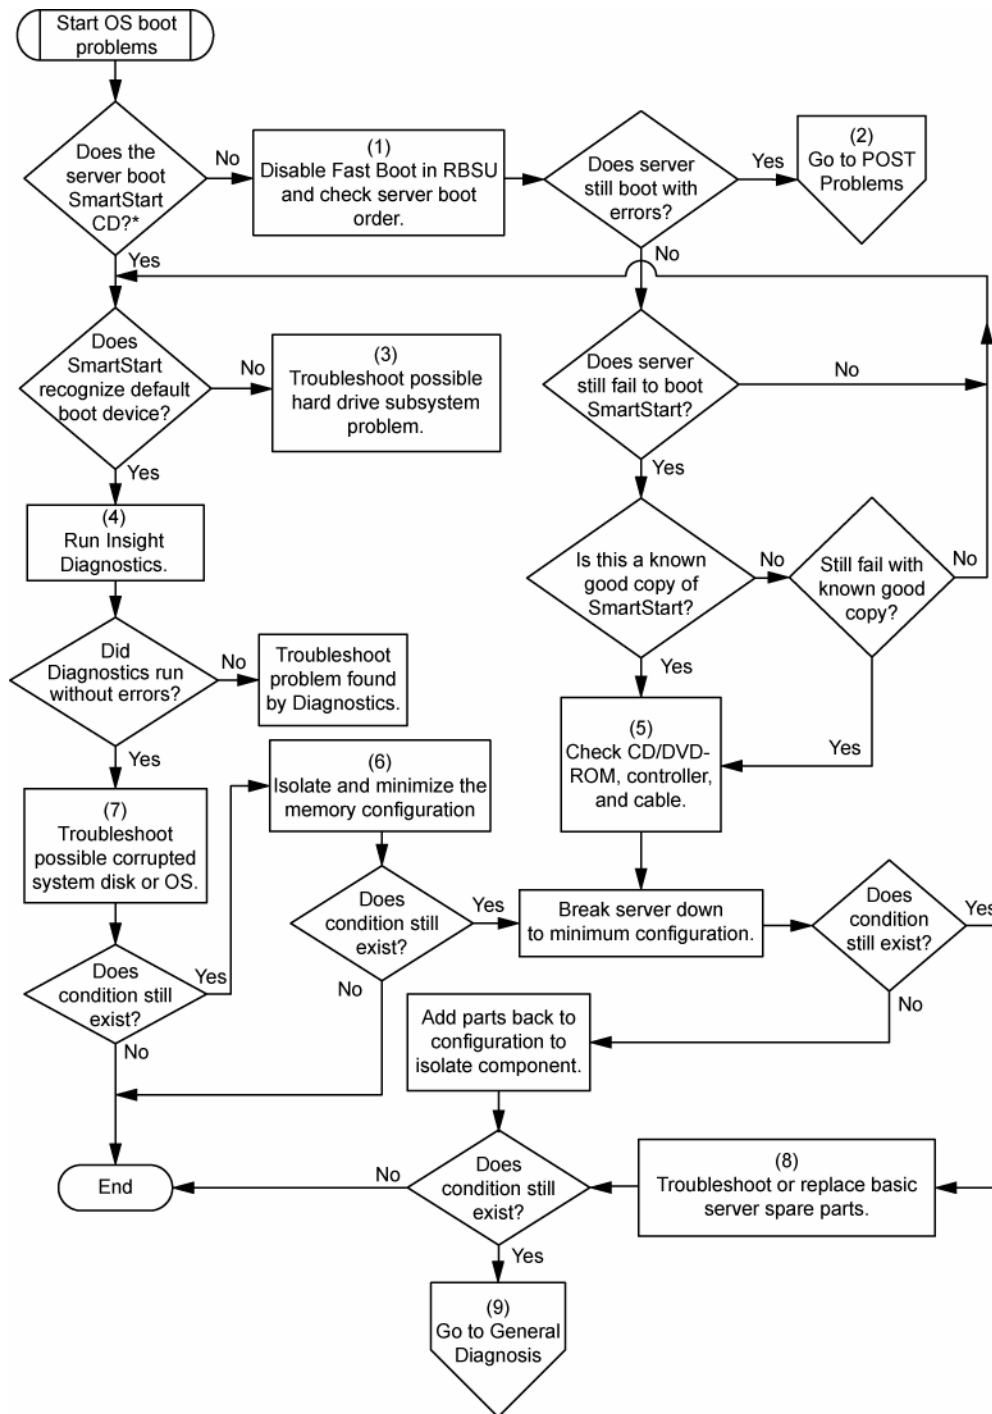 Start OS boot
problems
Does the
server boot
SmartStart
CD?*
No
(1)
Disable Fast Boot in RBSU
and check server boot
order.
Does server
still boot with
errors?
Yes
(2)
Go to POST
Problems
Yes
No
Does
SmartStart
recognize default
boot device?
No
(3)
Troubleshoot possible
hard drive subsystem
problem.
Does server
still fail to boot
SmartStart?
No
Yes
Yes
(4)
Run Insight
Diagnostics.
Is this a known
good copy of
SmartStart?
No
Still fail with
known good
copy?
No
Did
Diagnostics run
without errors?
No
Troubleshoot
problem found
by Diagnostics.
Yes
Yes
Yes
(5)
Check CD/DVD-
ROM, controller,
and cable.
(6)
Isolate and minimize the
memory configuration
(7)
Troubleshoot
possible corrupted
system disk or OS.
Does
condition still
exist?
Yes
Break server down
to minimum configuration.
Does
condition
still exist?
Yes
Does
condition still
exist?
Yes
No
No
No
Add parts back to
configuration to
isolate component.
End
No
Does
condition still
exist?
(8)
Troubleshoot or replace basic
server spare parts.
Yes
(9)
Go to General
Diagnosis